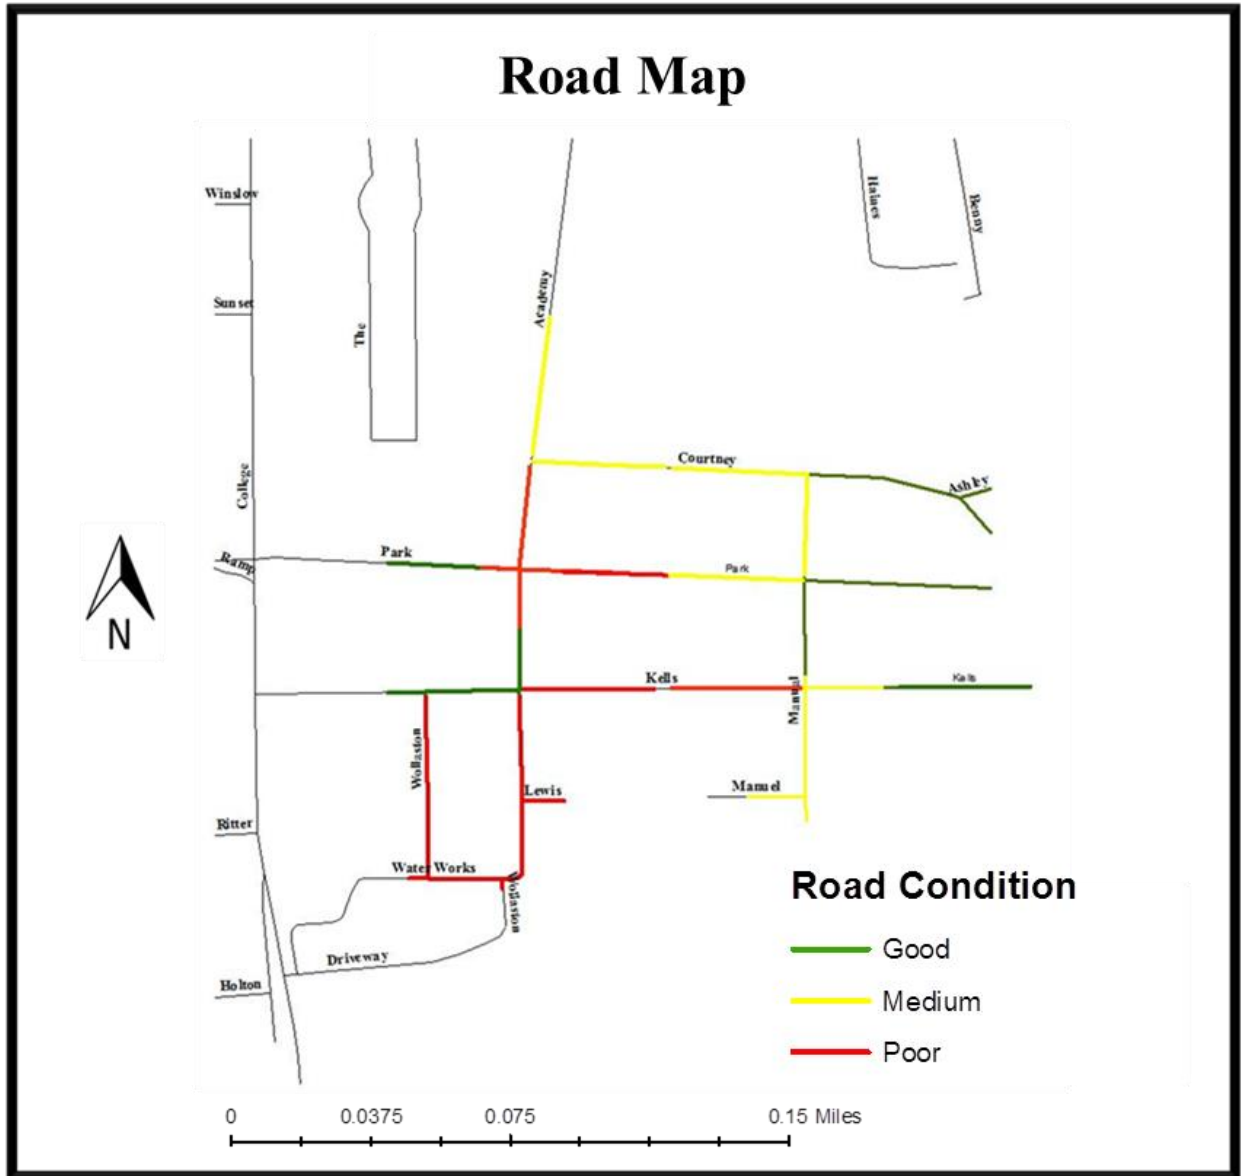 Road Map
Winslow
Haines
Benny
Sunset
Academy
The
Courtney
College
Ashley
Park
Ramp
Park
N
Kells
Kells
Manual
Wollaston
Lewis
Manuel
Ritter
Water Works
Wollaston
Driveway
Holton
Road Condition
Good
Medium
Poor
0 0.0375 0.075 0.15 Miles